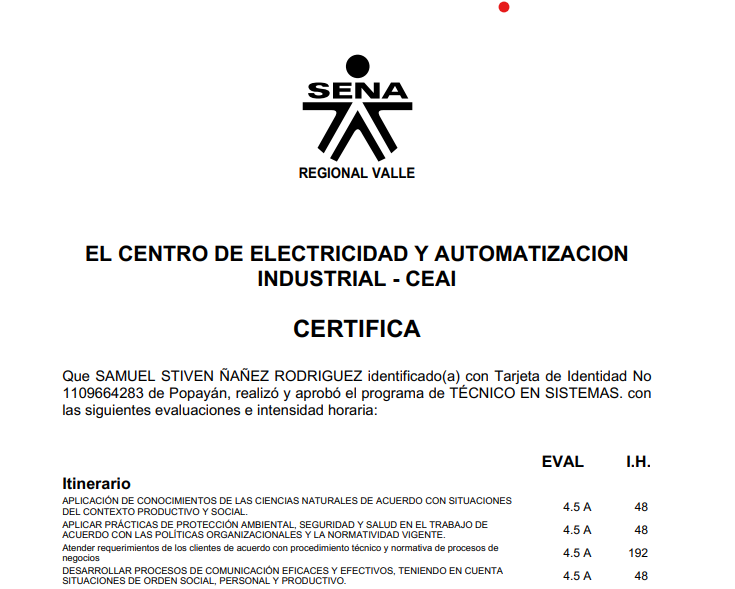 SENA
REGIONAL VALLE
EL CENTRO DE ELECTRICIDAD Y AUTOMATIZACION
INDUSTRIAL - CEAI
CERTIFICA
Que SAMUEL STIVEN ÑAÑEZ RODRIGUEZ identificado(a) con Tarjeta de Identidad No
1109664283 de Popayán, realizó y aprobó el programa de TÉCNICO EN SISTEMAS. con
las siguientes evaluaciones e intensidad horaria:
EVAL I.H.
Itinerario
APLICACIÓN DE CONOCIMIENTOS DE LAS CIENCIAS NATURALES DE ACUERDO CON SITUACIONES
DEL CONTEXTO PRODUCTIVO Y SOCIAL. 4.5 A 48
APLICAR PRÁCTICAS DE PROTECCIÓN AMBIENTAL, SEGURIDAD Y SALUD EN EL TRABAJO DE
ACUERDO CON LAS POLÍTICAS ORGANIZACIONALES Y LA NORMATIVIDAD VIGENTE. 4.5 A 48
Atender requerimientos de los clientes de acuerdo con procedimiento técnico y normativa de procesos de
negocios 4.5 A 192
DESARROLLAR PROCESOS DE COMUNICACIÓN EFICACES Y EFECTIVOS, TENIENDO EN CUENTA
SITUACIONES DE ORDEN SOCIAL, PERSONAL Y PRODUCTIVO. 4.5 A 48